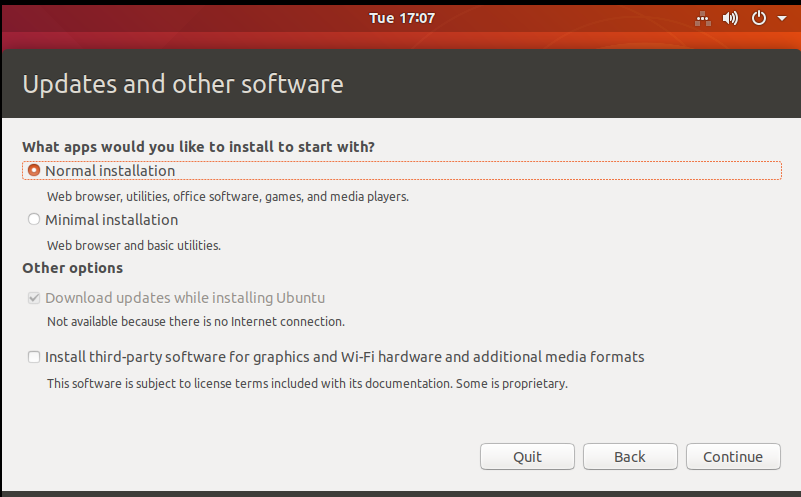 Tue 17:07
Updates and other software
What apps would you like to install to start with?
Normal installation
Web browser, utilities, office software, games, and media players.
Minimal installation
Web browser and basic utilities.
Other options
Download updates while installing Ubuntu
Not available because there is no Internet connection.
Install third-party software for graphics and Wi-Fi hardware and additional media formats
This software is subject to license terms included with its documentation. Some is proprietary.
Quit Back Continue